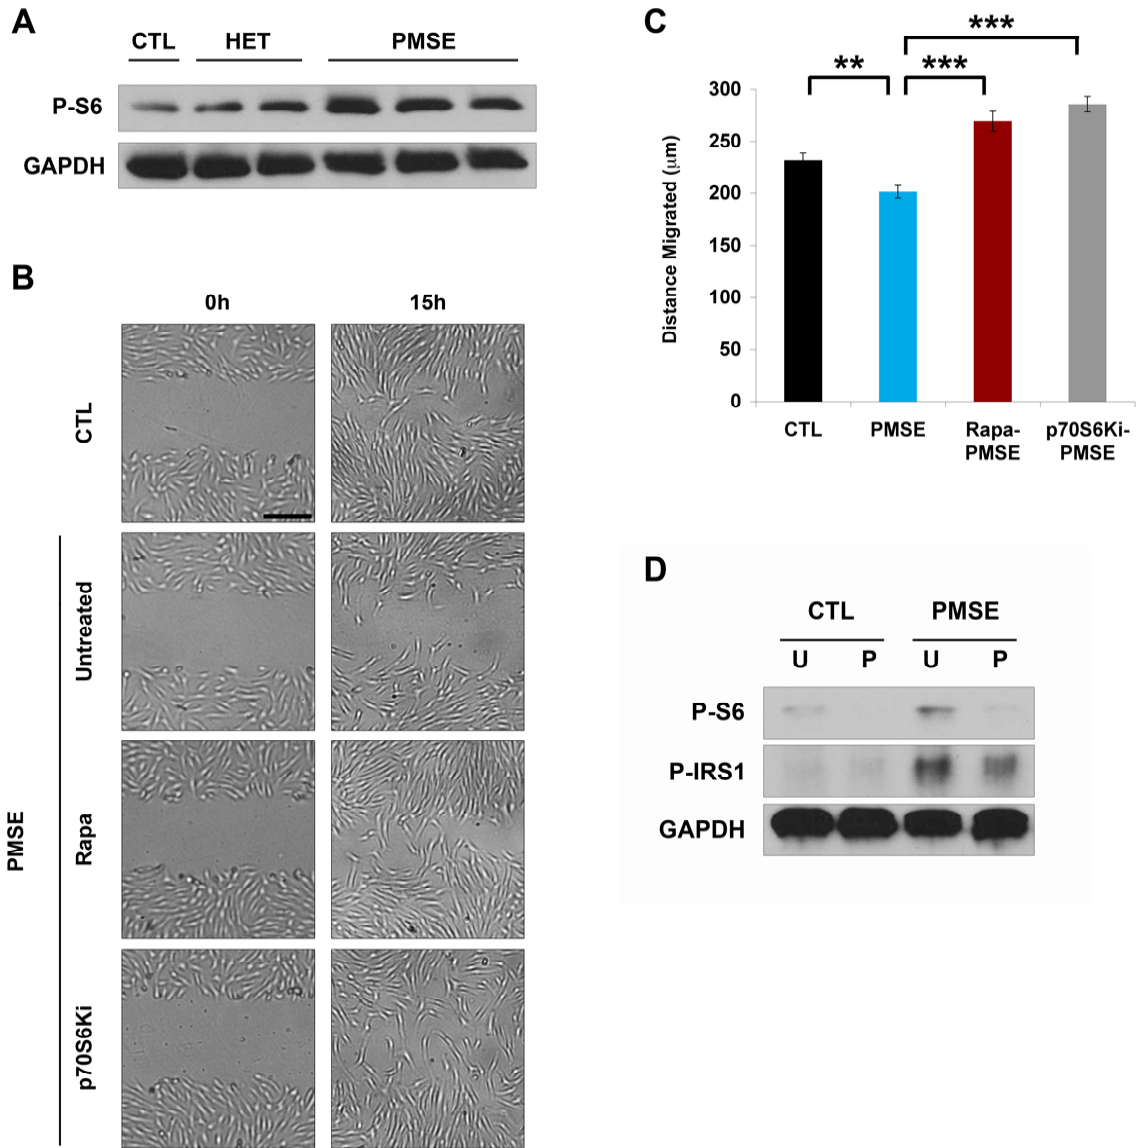 A
CTL HET PMSE
P-S6
GAPDH
B
0h 15h
CTL
PMSE
Untreated
Rapa
p70S6Ki
C
***
** ***
Distance Migrated (μm)
300
250
200
150
100
50
0
CTL PMSE Rapa-PMSE p70S6Ki-PMSE
D
CTL PMSE
U P U P
P-S6
P-IRS1
GAPDH